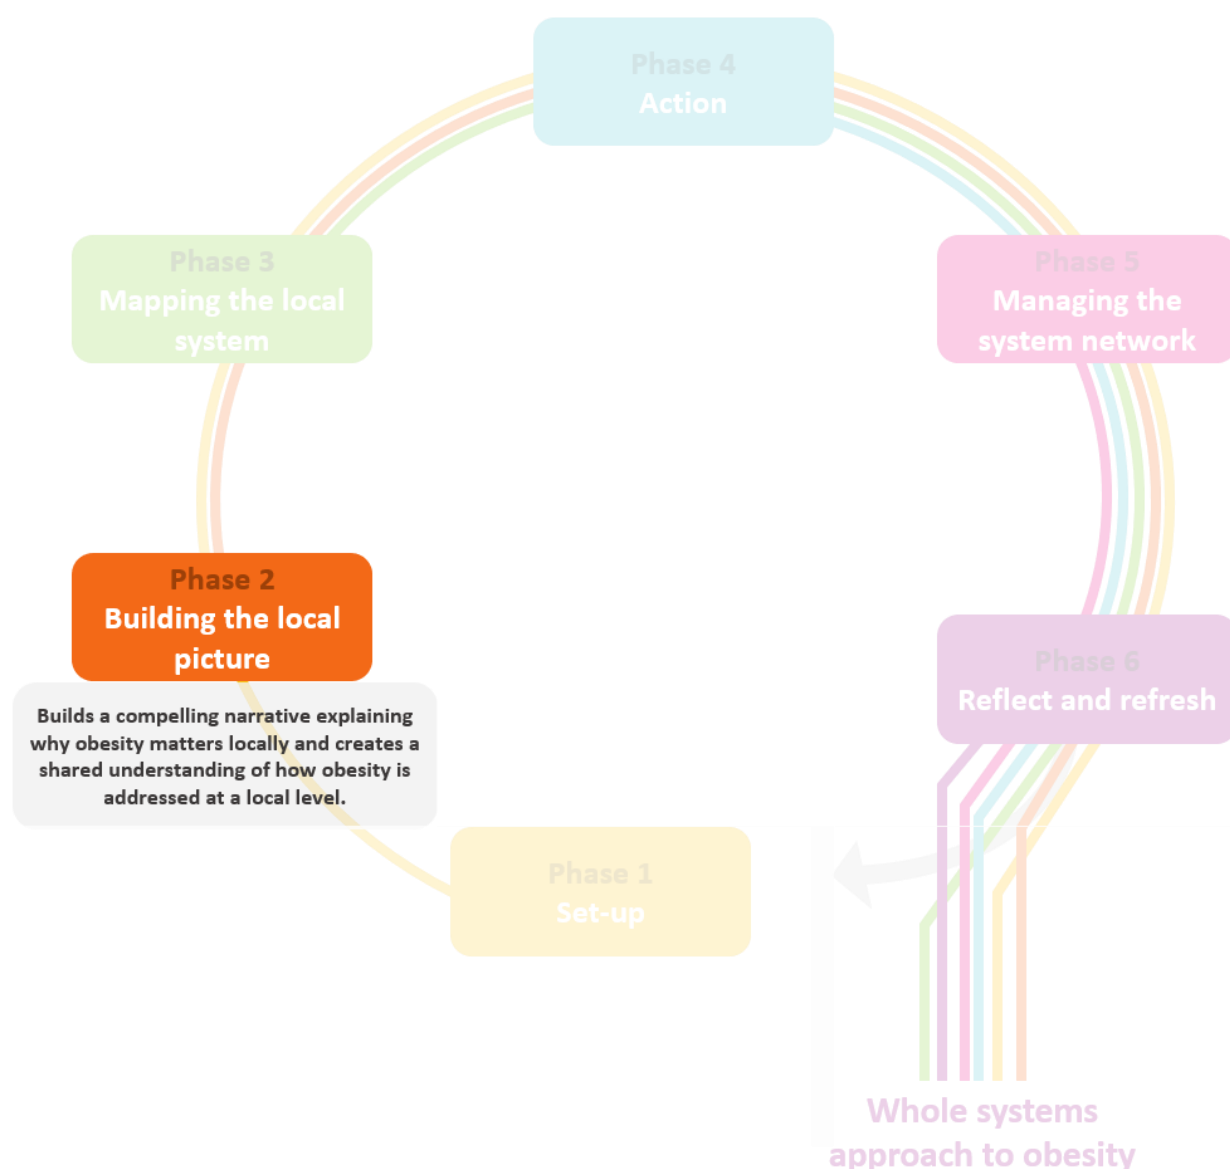 Phase 4
Action
Phase 3
Mapping the local
system
Phase 5
Managing the
system network
Phase 2
Building the local
picture
Builds a compelling narrative explaining
why obesity matters locally and creates a
shared understanding of how obesity is
addressed at a local level.
Phase 6
Reflect and refresh
Phase 1
Set-up
Whole systems
approach to obesity